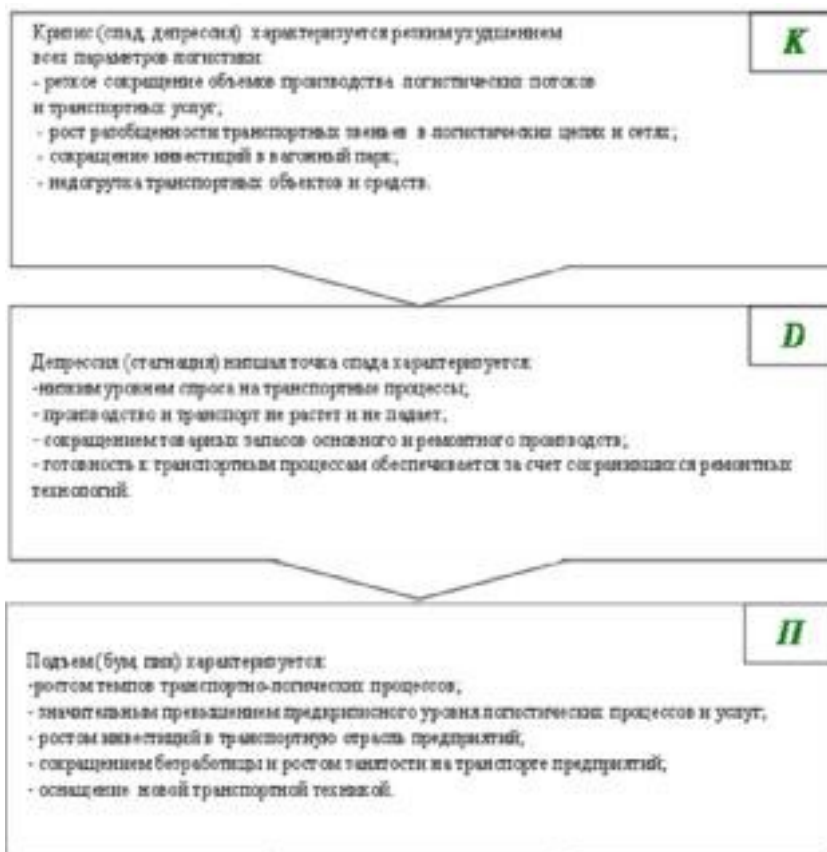 К
Кризис (спад, депрессия) характеризуется резким ухудшением
всех параметров логистики:
- резкое сокращение объемов производства логистических потоков
и транспортных услуг;
- рост разобщенности транспортных звеньев в логистических цепях и сетях;
- сокращение инвестиций в вагонный парк;
- недогрузка транспортных объектов и средств.
D
Депрессия (стагнация) низшая точка спада характеризуется:
-низким уровнем спроса на транспортные процессы;
- производство и транспорт не растет и не падает;
- сокращением товарных запасов основного и ремонтного производств;
- готовность к транспортным процессам обеспечивается за счет сохранившихся ремонтных
технологий.
П
Подъем (бум, пик) характеризуется:
-ростом темпов транспортно-логических процессов;
- значительным превышением предкризисного уровня логистических процессов и услуг;
- ростом инвестиций в транспортную отрасль предприятий;
- сокращением безработицы и ростом занятости на транспорте предприятий;
- оснащение новой транспортной техникой.